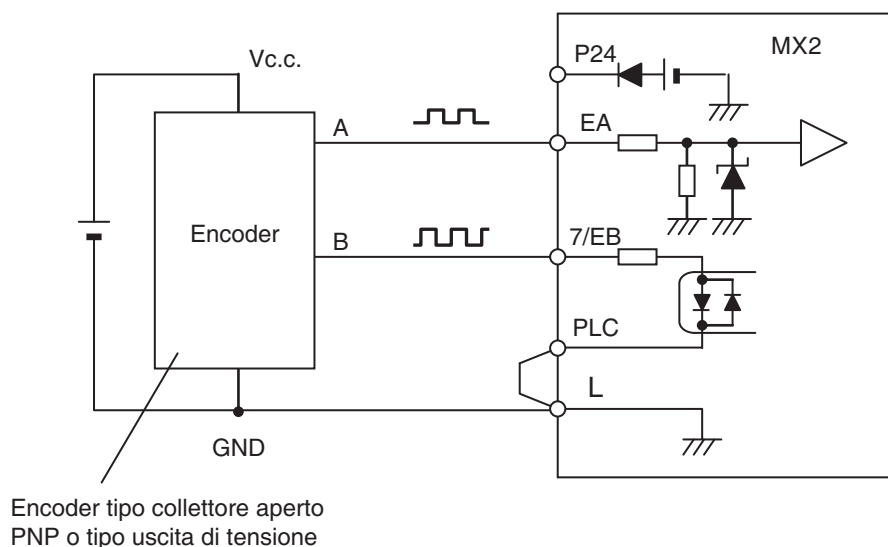 MX2
Vc.c.
P24
A
EA
Encoder
B
7/EB
PLC
L
GND
Encoder tipo collettore aperto
PNP o tipo uscita di tensione